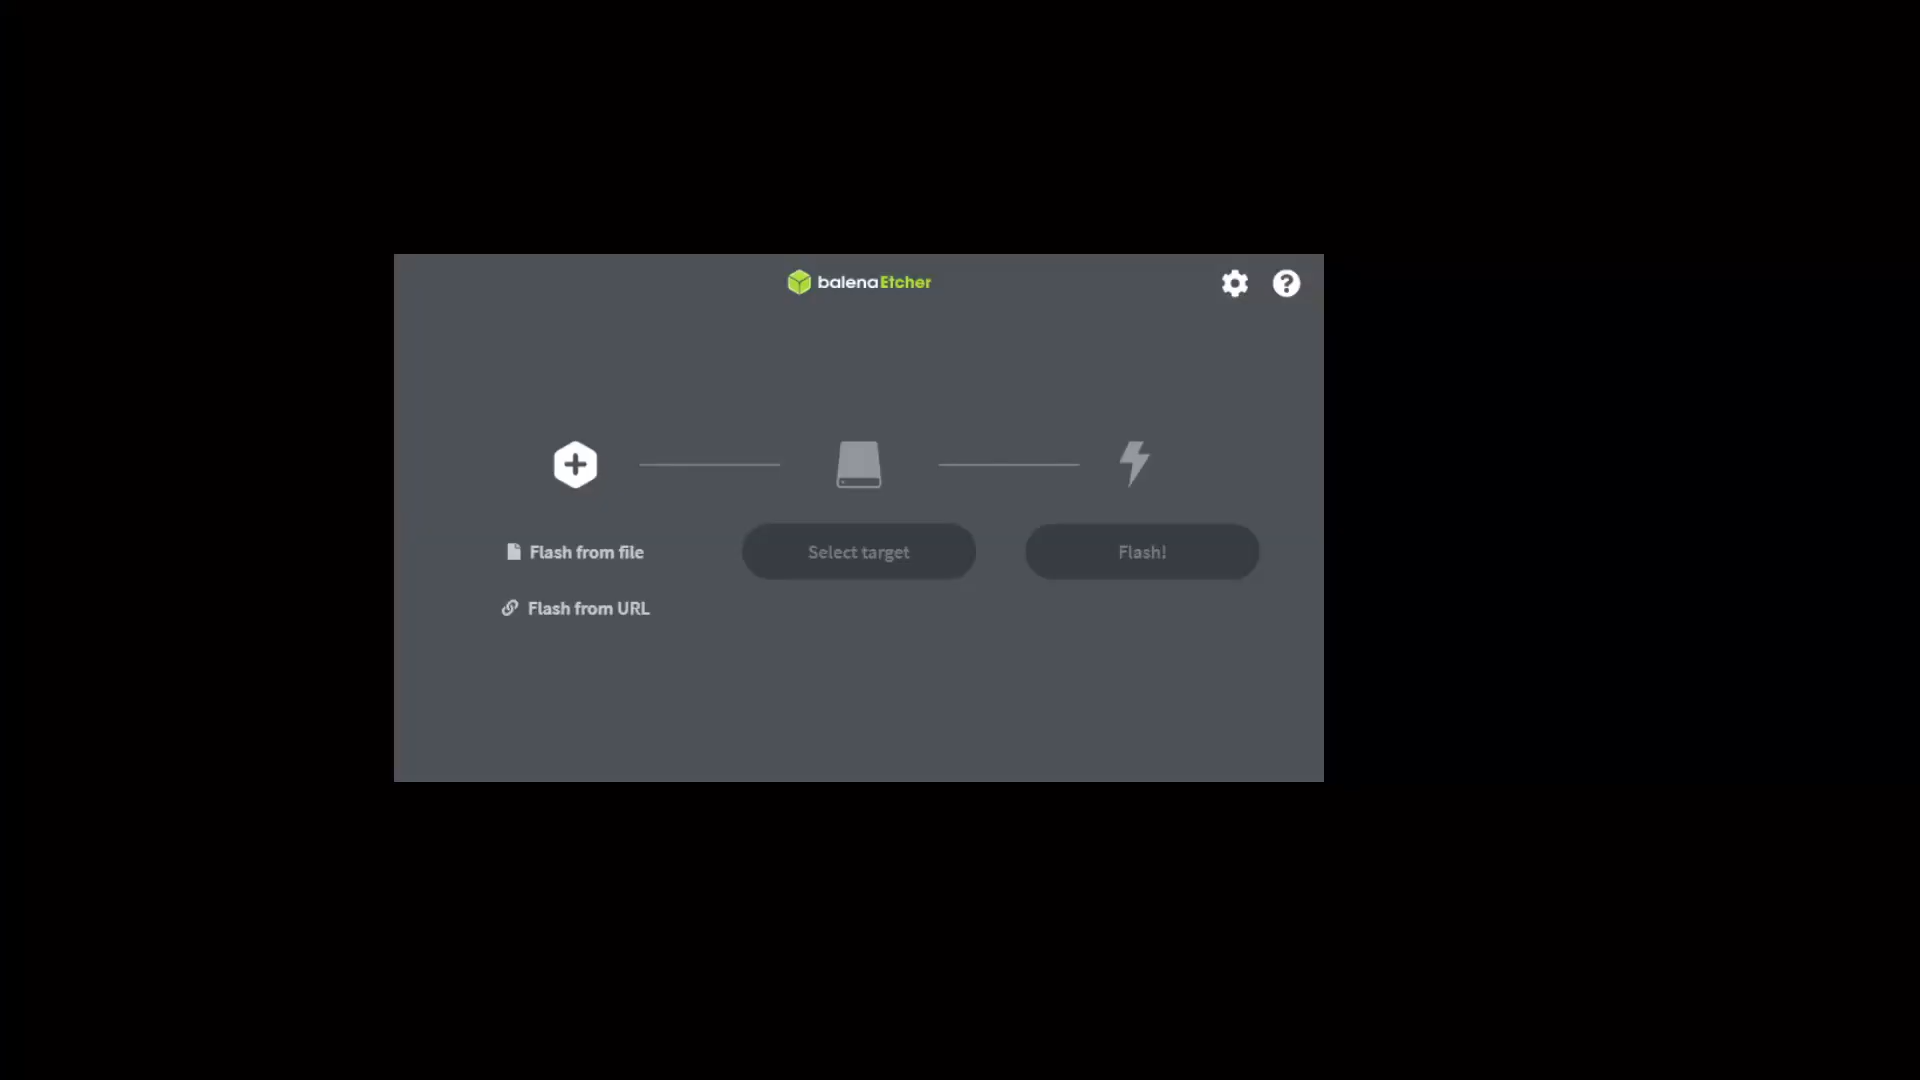 balenaEtcher
Flash from file
Select target
Flash!
Flash from URL